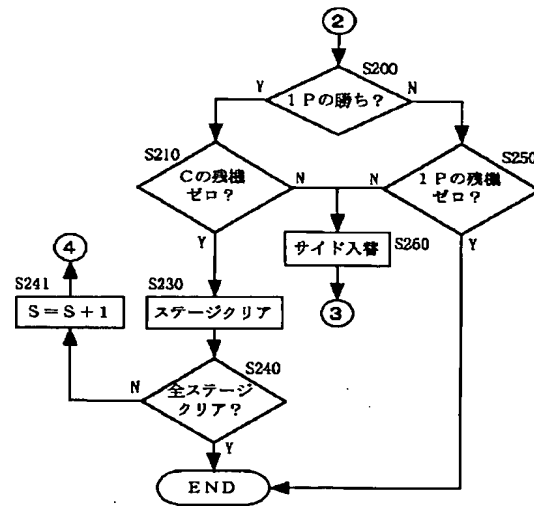 ②
S200
Y
1Pの勝ち?
N
S210
Cの残機
ゼロ?
N
Y
S250
1Pの残機
ゼロ?
N
Y
サイド入替
S260
③
④
S241
S=S+1
S230
ステージクリア
S240
全ステージ
クリア?
N
Y
END